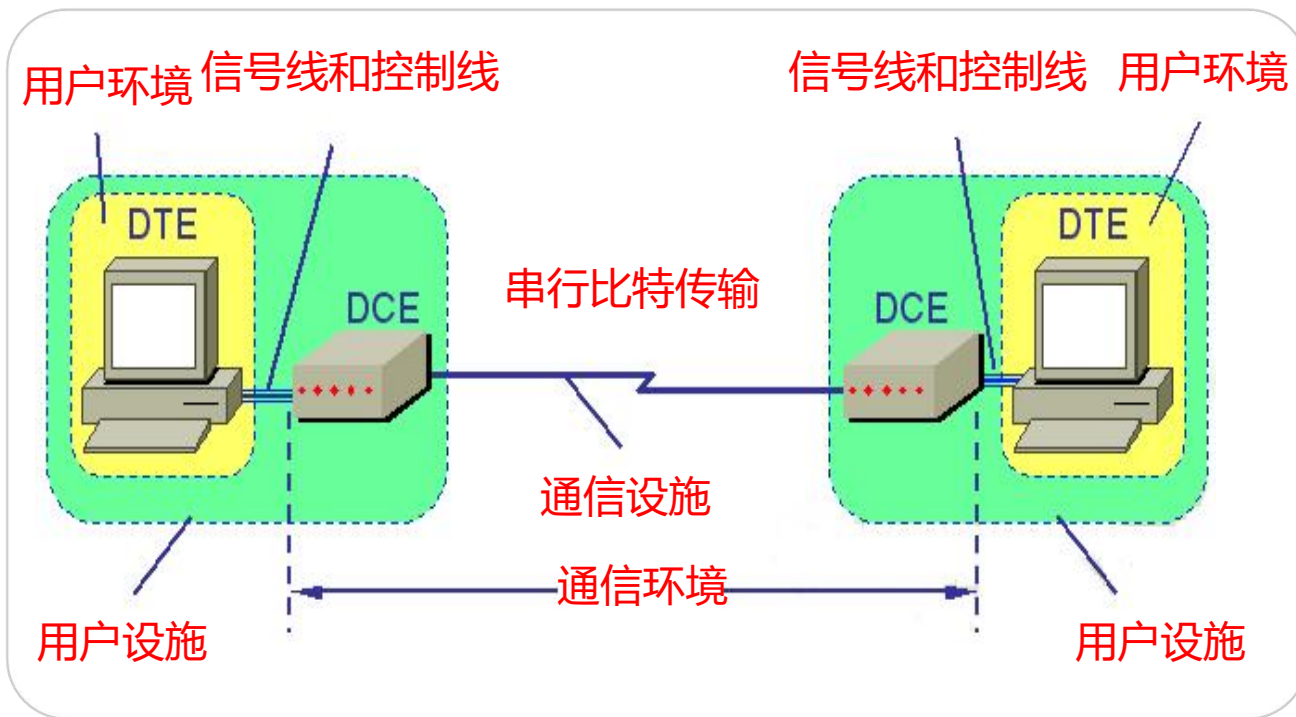 用户环境 信号线和控制线 信号线和控制线 用户环境
DTE DTE
串行比特传输
DCE DCE
通信设施
通信环境
用户设施 用户设施